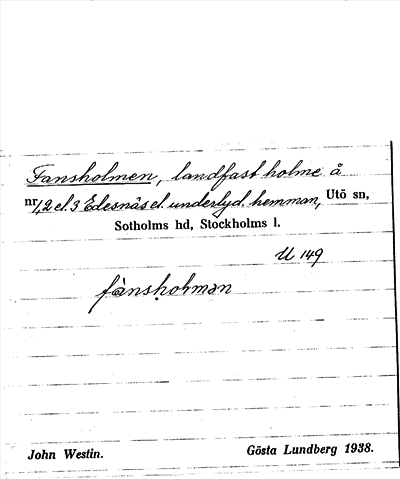 Fansholmen, landfast holme å
nr 1, 2 el. 3 Edesnäs el. underlyd. hemman, Utö sn,
Sotholms hd, Stockholms l.
U 149
fànsḥoḥmən
John Westin.
Gösta Lundberg 1938.